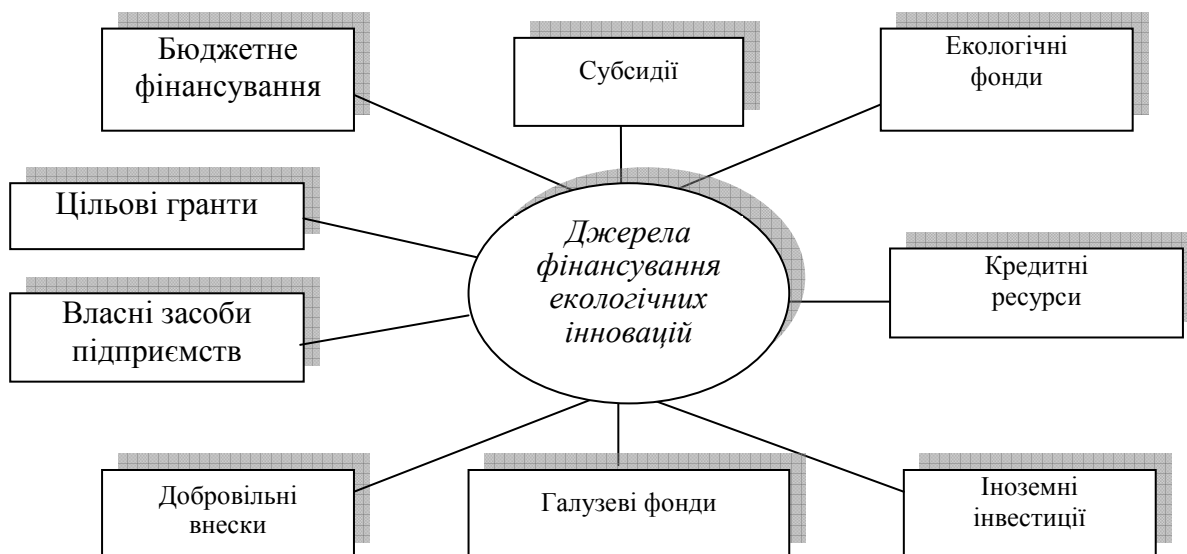 Бюджетне
фінансування
Субсидії
Екологічні
фонди
Цільові гранти
Джерела
фінансування
екологічних
інновацій
Кредитні
ресурси
Власні засоби
підприємств
Добровільні
внески
Галузеві фонди
Іноземні
інвестиції